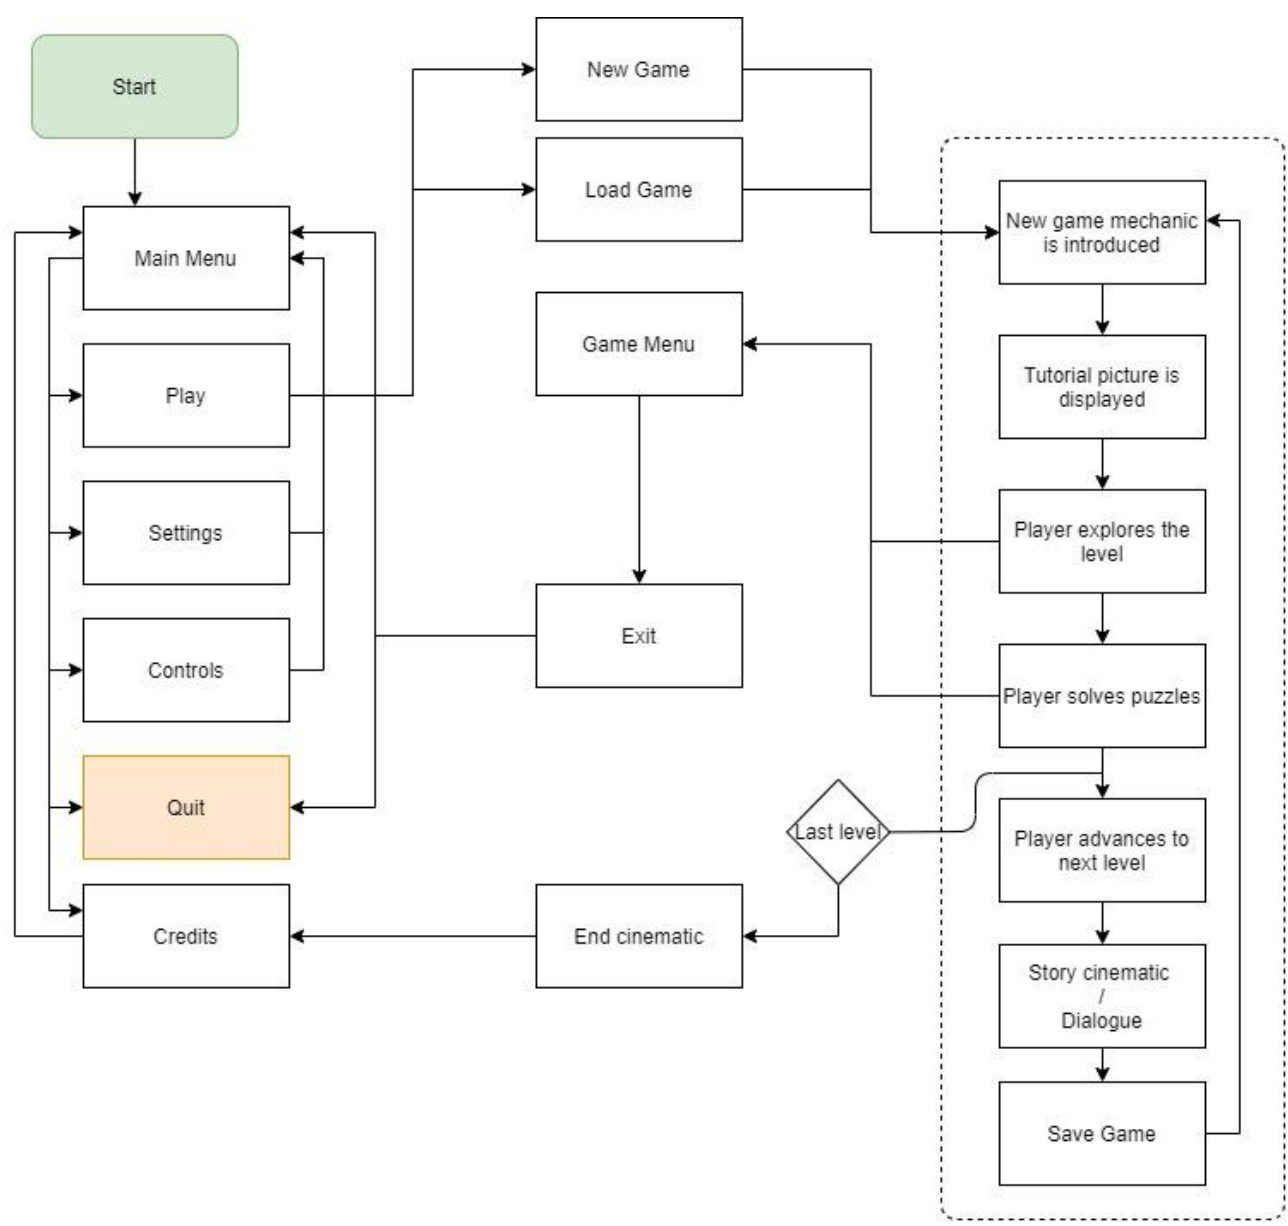 Start
Main Menu
Play
Settings
Controls
Quit
Credits
New Game
Load Game
Game Menu
Exit
Last level
End cinematic
New game mechanic
is introduced
Tutorial picture is
displayed
Player explores the
level
Player solves puzzles
Player advances to
next level
Story cinematic
/
Dialogue
Save Game